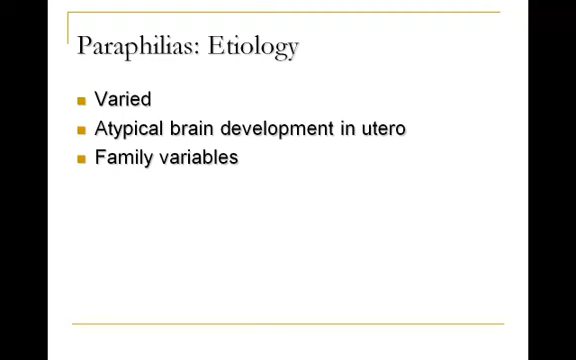 Paraphilias: Etiology
Varied
Atypical brain development in utero
Family variables